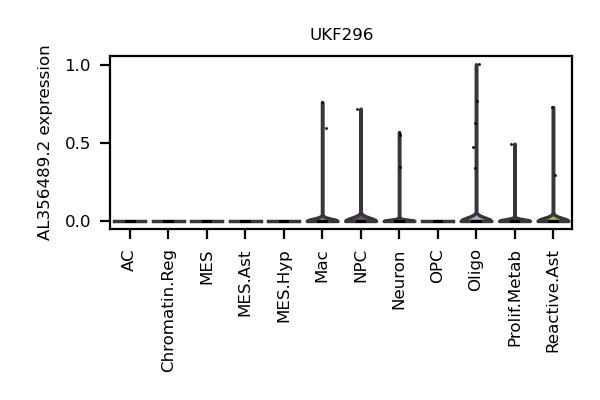 UKF296
AL356489.2 expression
1.0
0.5
0.0
AC
Chromatin.Reg
MES
MES.Ast
MES.Hyp
Mac
NPC
Neuron
OPC
Oligo
Prolif.Metab
Reactive.Ast